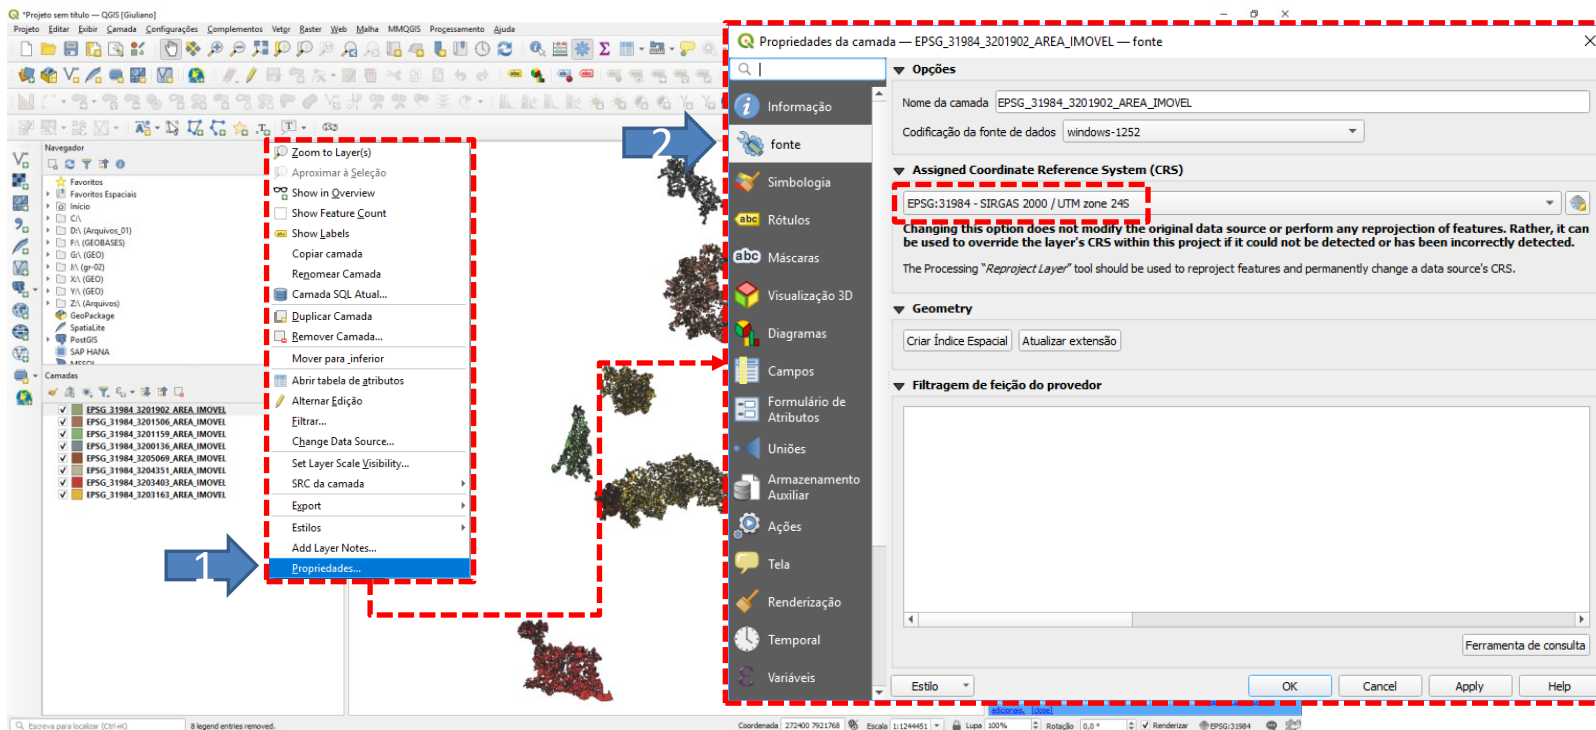 *Projeto sem título — QGIS [Giuliano]
Projeto Editar Exibir Camada Configurações Complementos Vetor Raster Web Malha MMQGIS Processamento Ajuda
Navegador
Favoritos
Favoritos Espaciais
Início
C:\
D:\ (Arquivos_01)
F:\ (GEOBASES)
G:\ (GEO)
J:\ (gr-02)
X:\ (GEO)
Y:\ (GEO)
Z:\ (Arquivos)
GeoPackage
SpatiaLite
PostGIS
SAP HANA
MSSQL
Camadas
EPSG_31984_3201902_AREA_IMOVEL
EPSG_31984_3201506_AREA_IMOVEL
EPSG_31984_3201159_AREA_IMOVEL
EPSG_31984_3200136_AREA_IMOVEL
EPSG_31984_3205069_AREA_IMOVEL
EPSG_31984_3204351_AREA_IMOVEL
EPSG_31984_3203403_AREA_IMOVEL
EPSG_31984_3203163_AREA_IMOVEL
1
Zoom to Layer(s)
Aproximar à Seleção
Show in Overview
Show Feature Count
Show Labels
Copiar camada
Renomear Camada
Camada SQL Atual...
Duplicar Camada
Remover Camada...
Mover para _inferior
Abrir tabela de atributos
Alternar Edição
Filtrar...
Change Data Source...
Set Layer Scale Visibility...
SRC da camada
Export
Estilos
Add Layer Notes...
Propriedades...
2
Propriedades da camada — EPSG_31984_3201902_AREA_IMOVEL — fonte
Informação
fonte
Simbologia
abc Rótulos
abc Máscaras
Visualização 3D
Diagramas
Campos
Formulário de
Atributos
Uniões
Armazenamento
Auxiliar
Ações
Tela
Renderização
Temporal
Variáveis
Opções
Nome da camada EPSG_31984_3201902_AREA_IMOVEL
Codificação da fonte de dados windows-1252
Assigned Coordinate Reference System (CRS)
EPSG:31984 - SIRGAS 2000 / UTM zone 24S
Changing this option does not modify the original data source or perform any reprojection of features. Rather, it can
be used to override the layer's CRS within this project if it could not be detected or has been incorrectly detected.
The Processing "Reproject Layer" tool should be used to reproject features and permanently change a data source's CRS.
Geometry
Criar Índice Espacial Atualizar extensão
Filtragem de feição do provedor
Ferramenta de consulta
Estilo OK Cancel Apply Help
adicionais. [close]
Escreva para localizar (Ctrl+K) 8 legend entries removed. Coordenada 272400 7921768 Escala 1:1244451 Lupa 100% Rotação 0,0 ° Renderizar EPSG:31984